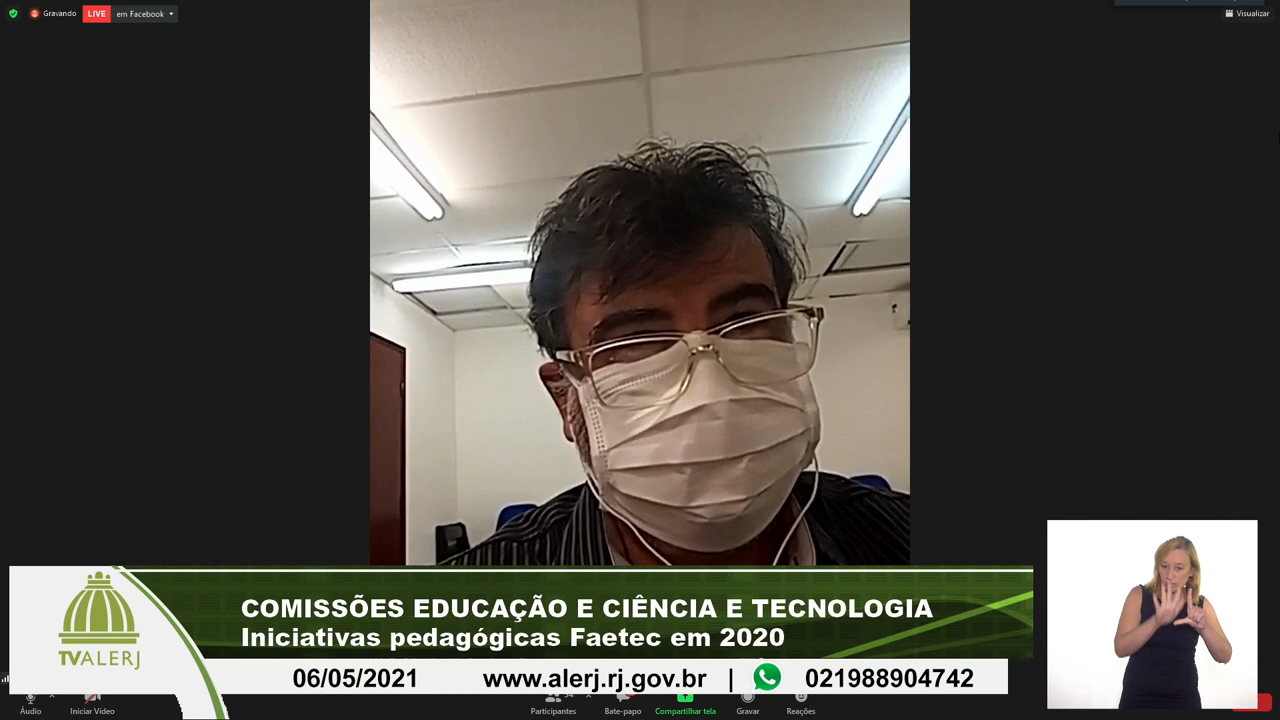 Gravando
LIVE
em Facebook
Visualizar
COMISSÕES EDUCAÇÃO E CIÊNCIA E TECNOLOGIA
Iniciativas pedagógicas Faetec em 2020
TVALERJ
06/05/2021
www.alerj.rj.gov.br | 021988904742
Áudio
Iniciar Vídeo
Participantes
Bate-papo
Compartilhar tela
Gravar
Reações